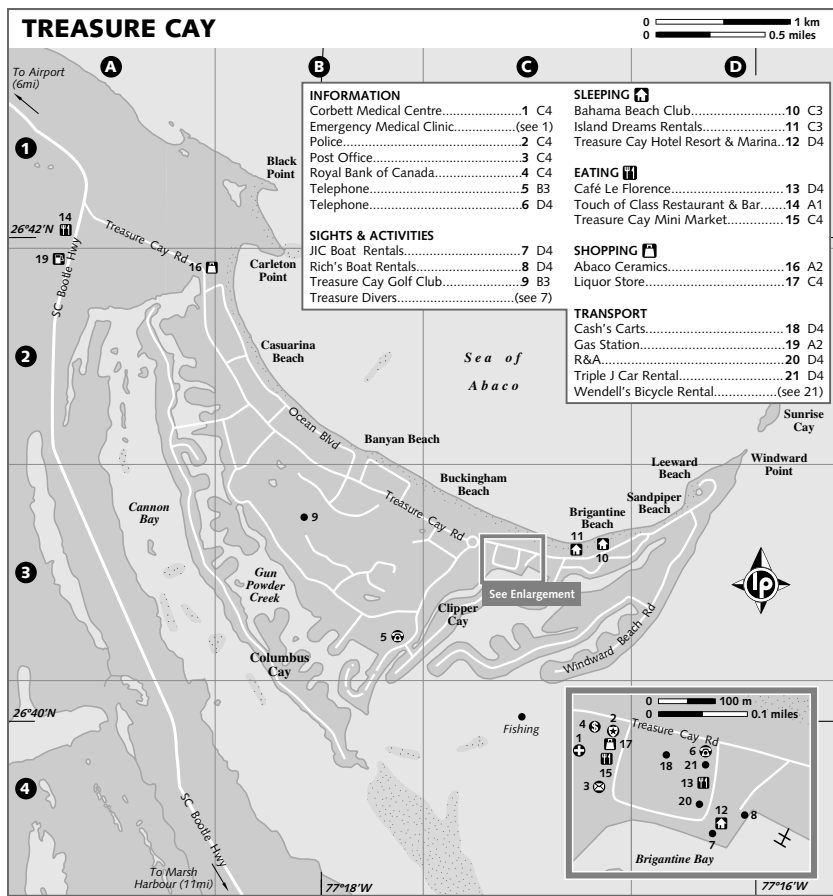 TREASURE CAY
0 1 km
0 0.5 miles
To Airport
(6mi)
A
B
C
D
INFORMATION
Corbett Medical Centre........................1 C4
Emergency Medical Clinic................(see 1)
Police................................................2 C4
Post Office.........................................3 C4
Royal Bank of Canada........................4 C4
Telephone.........................................5 B3
Telephone.........................................6 D4
SIGHTS & ACTIVITIES
JIC Boat Rentals................................7 D4
Rich's Boat Rentals............................8 D4
Treasure Cay Golf Club......................9 B3
Treasure Divers..............................(see 7)
SLEEPING
Bahama Beach Club.........................10 C3
Island Dreams Rentals......................11 C3
Treasure Cay Hotel Resort & Marina..12 D4
EATING
Café Le Florence..............................13 D4
Touch of Class Restaurant & Bar.......14 A1
Treasure Cay Mini Market................15 C4
SHOPPING
Abaco Ceramics...............................16 A2
Liquor Store....................................17 C4
TRANSPORT
Cash's Carts....................................18 D4
Gas Station.....................................19 A2
R&A...............................................20 D4
Triple J Car Rental...........................21 D4
Wendell's Bicycle Rental...............(see 21)
1
Black
Point
26°42'N
14
19
SC Bootle Hwy
Treasure Cay Rd
16
Carleton
Point
2
Casuarina
Beach
Sea of
Abaco
Ocean Blvd
Banyan Beach
Sunrise
Cay
Windward
Point
Leeward
Beach
Sandpiper
Beach
Buckingham
Beach
Brigantine
Beach
Cannon
Bay
9
Treasure Cay Rd
11
10
3
Gun
Powder
Creek
See Enlargement
Clipper
Cay
lp
5
Columbus
Cay
Windward Beach Rd
26°40'N
Fishing
4
SC Bootle Hwy
To Marsh
Harbour (11mi)
77°18'W
77°16'W
0 100 m
0 0.1 miles
Treasure Cay Rd
4
2
1
17
15
3
18
6
21
13
20
12
8
7
Brigantine Bay